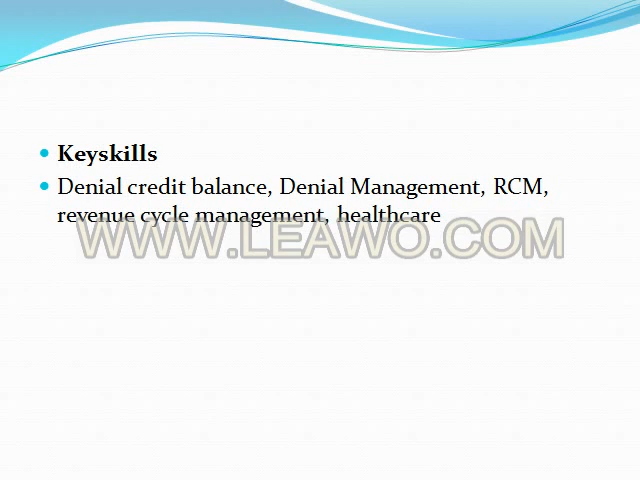 Keyskills
Denial credit balance, Denial Management, RCM,
revenue cycle management, healthcare
WWW.LEAWO.COM